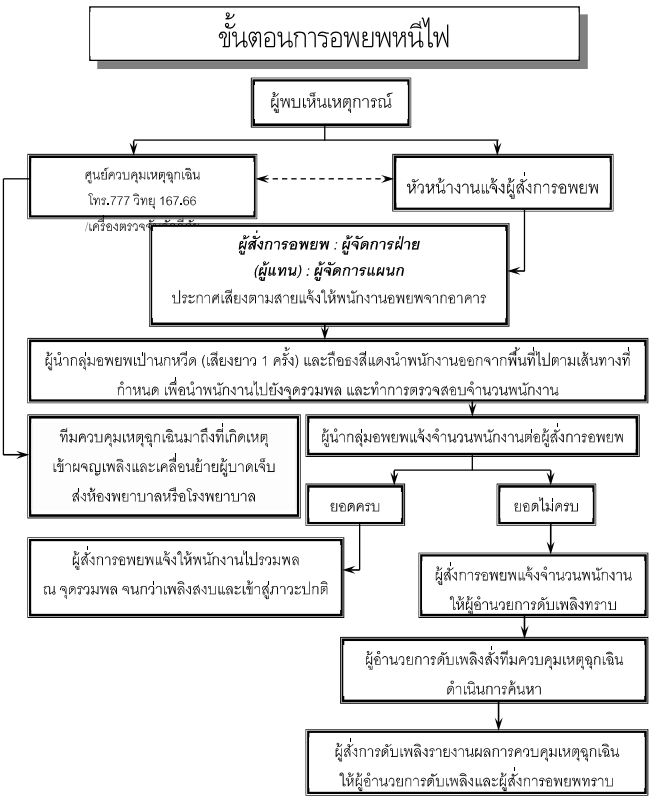 ขั้นตอนการอพยพหนีไฟ
ผู้พบเห็นเหตุการณ์
ศูนย์ควบคุมเหตุฉุกเฉิน
โทร.777 วิทยุ 167.66
หัวหน้างานแจ้งผู้สั่งการอพยพ
ผู้สั่งการอพยพ : ผู้จัดการฝ่าย
(ผู้แทน) : ผู้จัดการแผนก
ประกาศเสียงตามสายแจ้งให้พนักงานอพยพจากอาคาร
ผู้นำกลุ่มอพยพเป่านกหวีด (เสียงยาว 1 ครั้ง) และถือธงสีแดงนำพนักงานออกจากพื้นที่ไปตามเส้นทางที่
กำหนด เพื่อนำพนักงานไปยังจุดรวมพล และทำการตรวจสอบจำนวนพนักงาน
ทีมควบคุมเหตุฉุกเฉินมาถึงที่เกิดเหตุ
เข้าผจญเพลิงและเคลื่อนย้ายผู้บาดเจ็บ
ส่งห้องพยาบาลหรือโรงพยาบาล
ผู้นำกลุ่มอพยพแจ้งจำนวนพนักงานต่อผู้สั่งการอพยพ
ยอดครบ
ยอดไม่ครบ
ผู้สั่งการอพยพแจ้งให้พนักงานไปรวมพล
ณ จุดรวมพล จนกว่าเพลิงสงบและเข้าสู่ภาวะปกติ
ผู้สั่งการอพยพแจ้งจำนวนพนักงาน
ให้ผู้อำนวยการดับเพลิงทราบ
ผู้อำนวยการดับเพลิงสั่งทีมควบคุมเหตุฉุกเฉิน
ดำเนินการค้นหา
ผู้สั่งการดับเพลิงรายงานผลการควบคุมเหตุฉุกเฉิน
ให้ผู้อำนวยการดับเพลิงและผู้สั่งการอพยพทราบ